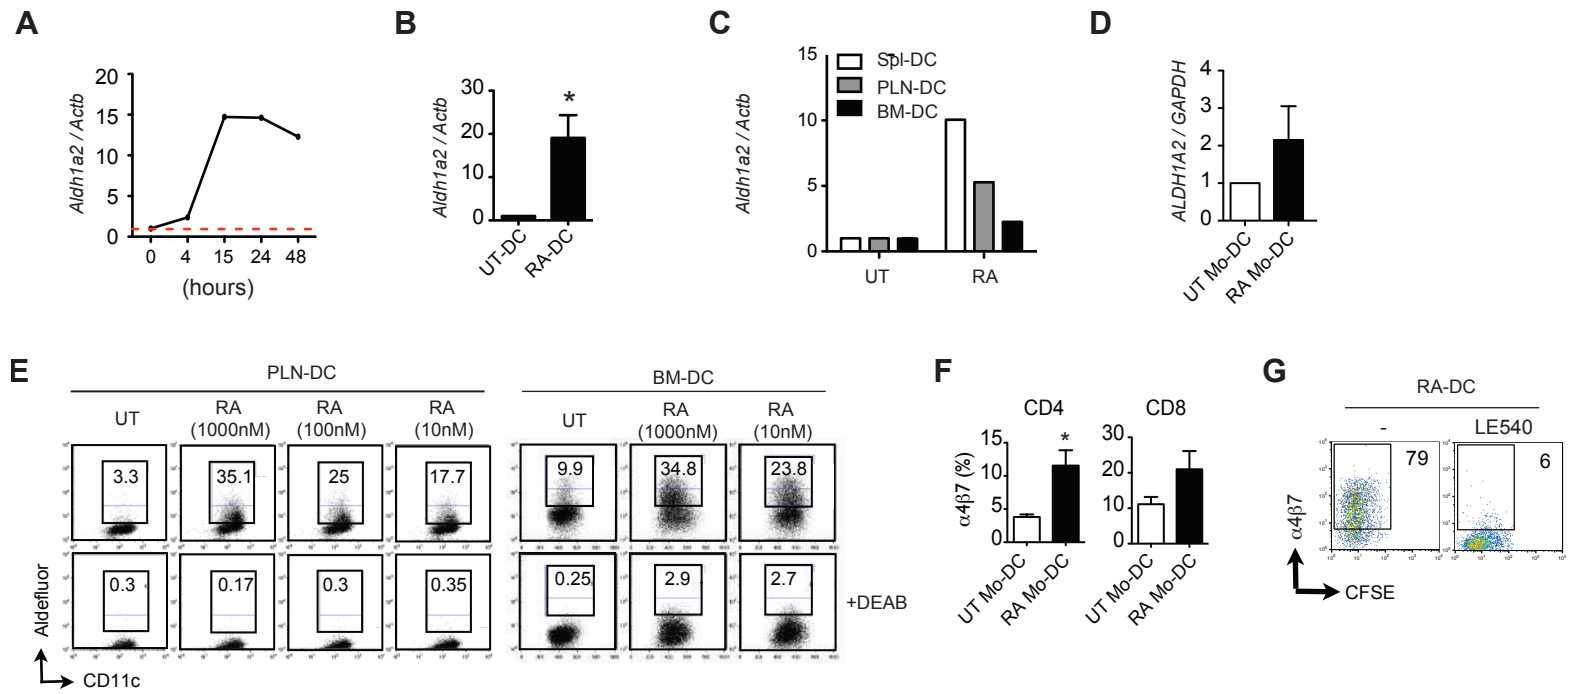 A
Aldh1a2 / Actb
20
15
10
5
0
0 4 15 24 48
(hours)
B
Aldh1a2 / Actb
30
20
10
0
*
UT-DC
RA-DC
C
Aldh1a2 / Actb
15
10
5
0
Spl-DC
PLN-DC
BM-DC
UT RA
D
ALDH1A2 / GAPDH
4
3
2
1
0
UT Mo-DC
RA Mo-DC
E
PLN-DC
UT
RA
(1000nM)
RA
(100nM)
RA
(10nM)
3.3 35.1 25 17.7
0.3 0.17 0.3 0.35
BM-DC
UT
RA
(1000nM)
RA
(10nM)
9.9 34.8 23.8
0.25 2.9 2.7
+DEAB
Aldefluor
CD11c
F
α4β7 (%)
CD4
15
10
5
0
*
UT Mo-DC
RA Mo-DC
CD8
30
20
10
0
UT Mo-DC
RA Mo-DC
G
RA-DC
- LE540
79 6
α4β7
CFSE